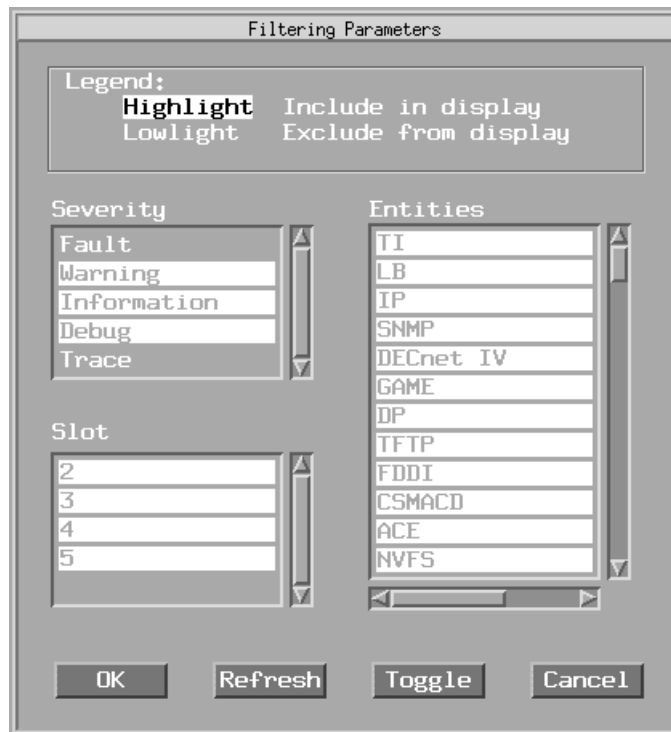 Filtering Parameters
Legend:
Highlight Include in display
Lowlight Exclude from display
Severity
Fault
Warning
Information
Debug
Trace
Slot
2
3
4
5
Entities
TI
LB
IP
SNMP
DECnet IV
GAME
DP
TFTP
FDDI
CSMACD
ACE
NVFS
OK Refresh Toggle Cancel